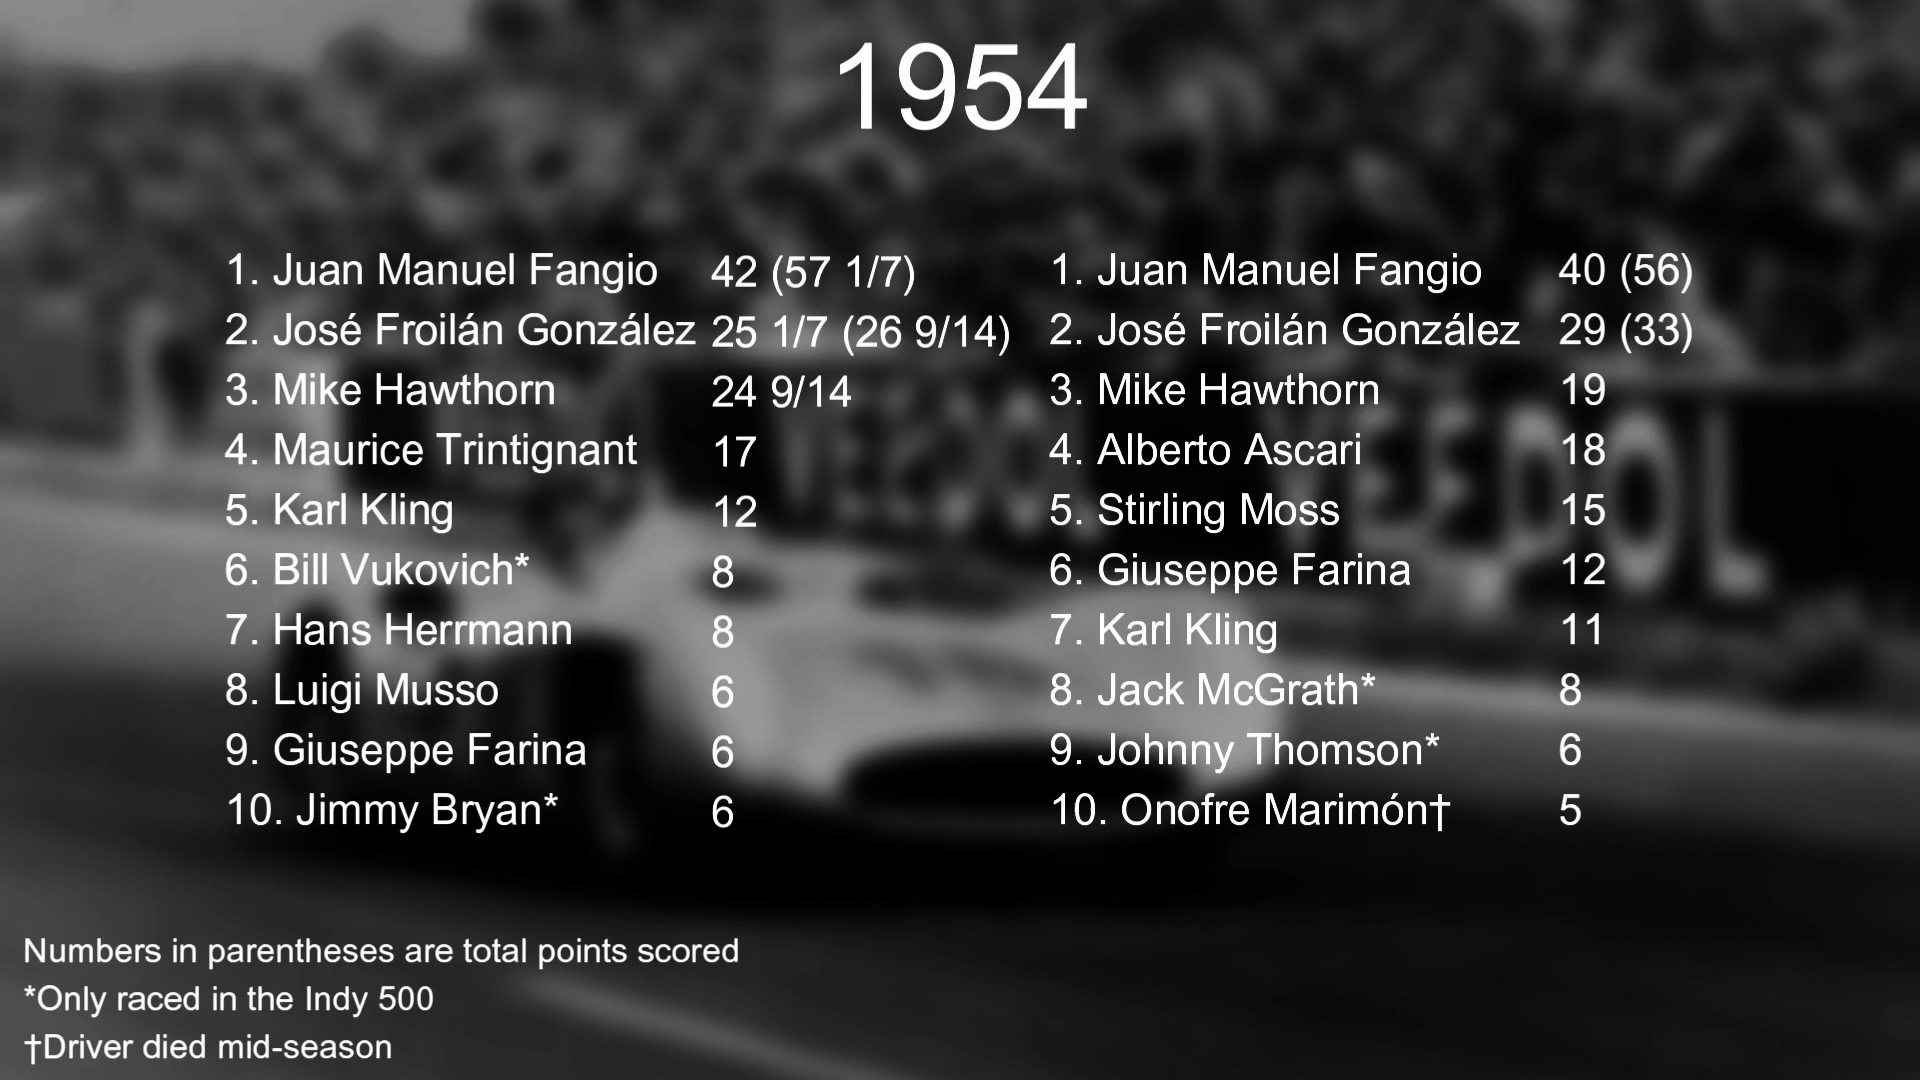 1954
1. Juan Manuel Fangio 42 (57 1/7)
2. José Froilán González 25 1/7 (26 9/14)
3. Mike Hawthorn 24 9/14
4. Maurice Trintignant 17
5. Karl Kling 12
6. Bill Vukovich* 8
7. Hans Herrmann 8
8. Luigi Musso 6
9. Giuseppe Farina 6
10. Jimmy Bryan* 6
1. Juan Manuel Fangio 40 (56)
2. José Froilán González 29 (33)
3. Mike Hawthorn 19
4. Alberto Ascari 18
5. Stirling Moss 15
6. Giuseppe Farina 12
7. Karl Kling 11
8. Jack McGrath* 8
9. Johnny Thomson* 6
10. Onofre Marimón† 5
VEEDOL
Numbers in parentheses are total points scored
*Only raced in the Indy 500
†Driver died mid-season